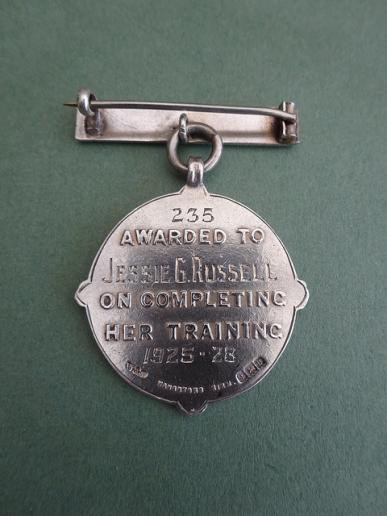 235
AWARDED TO
JESSIE G. RUSSELL
ON COMPLETING
HER TRAINING
1925-28